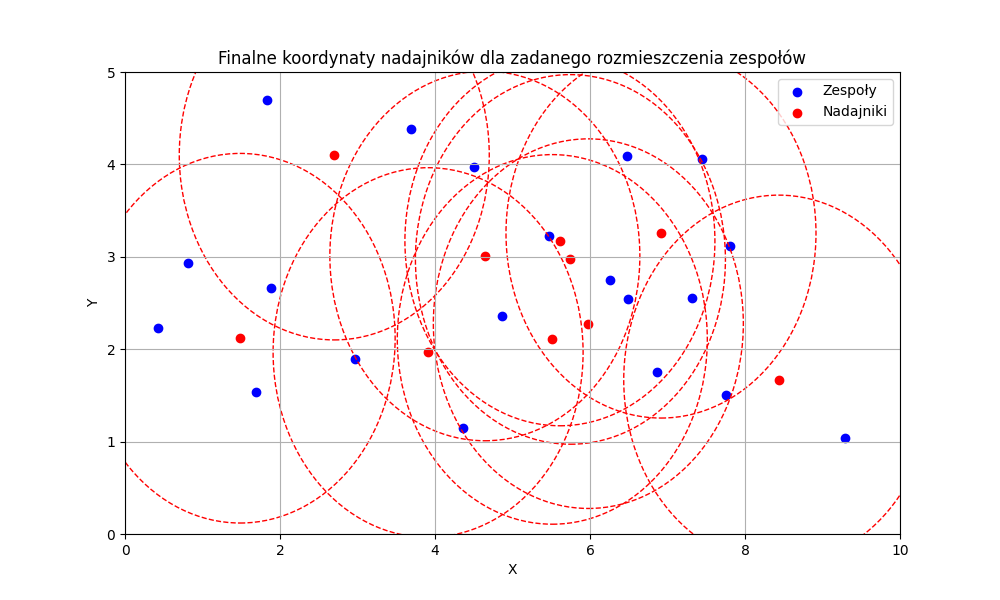 Finalne koordynaty nadajników dla zadanego rozmieszczenia zespołów
Zespoły
Nadajniki
5
4
3
2
1
0
Y
0 2 4 6 8 10
X